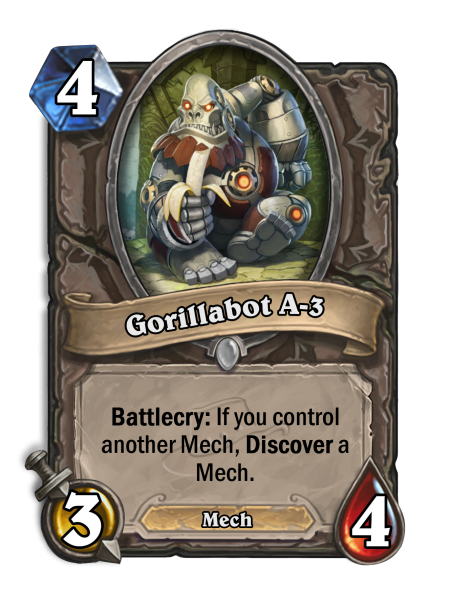 4
Gorillabot A-3
Battlecry: If you control
another Mech, Discover a
Mech.
3
Mech
4